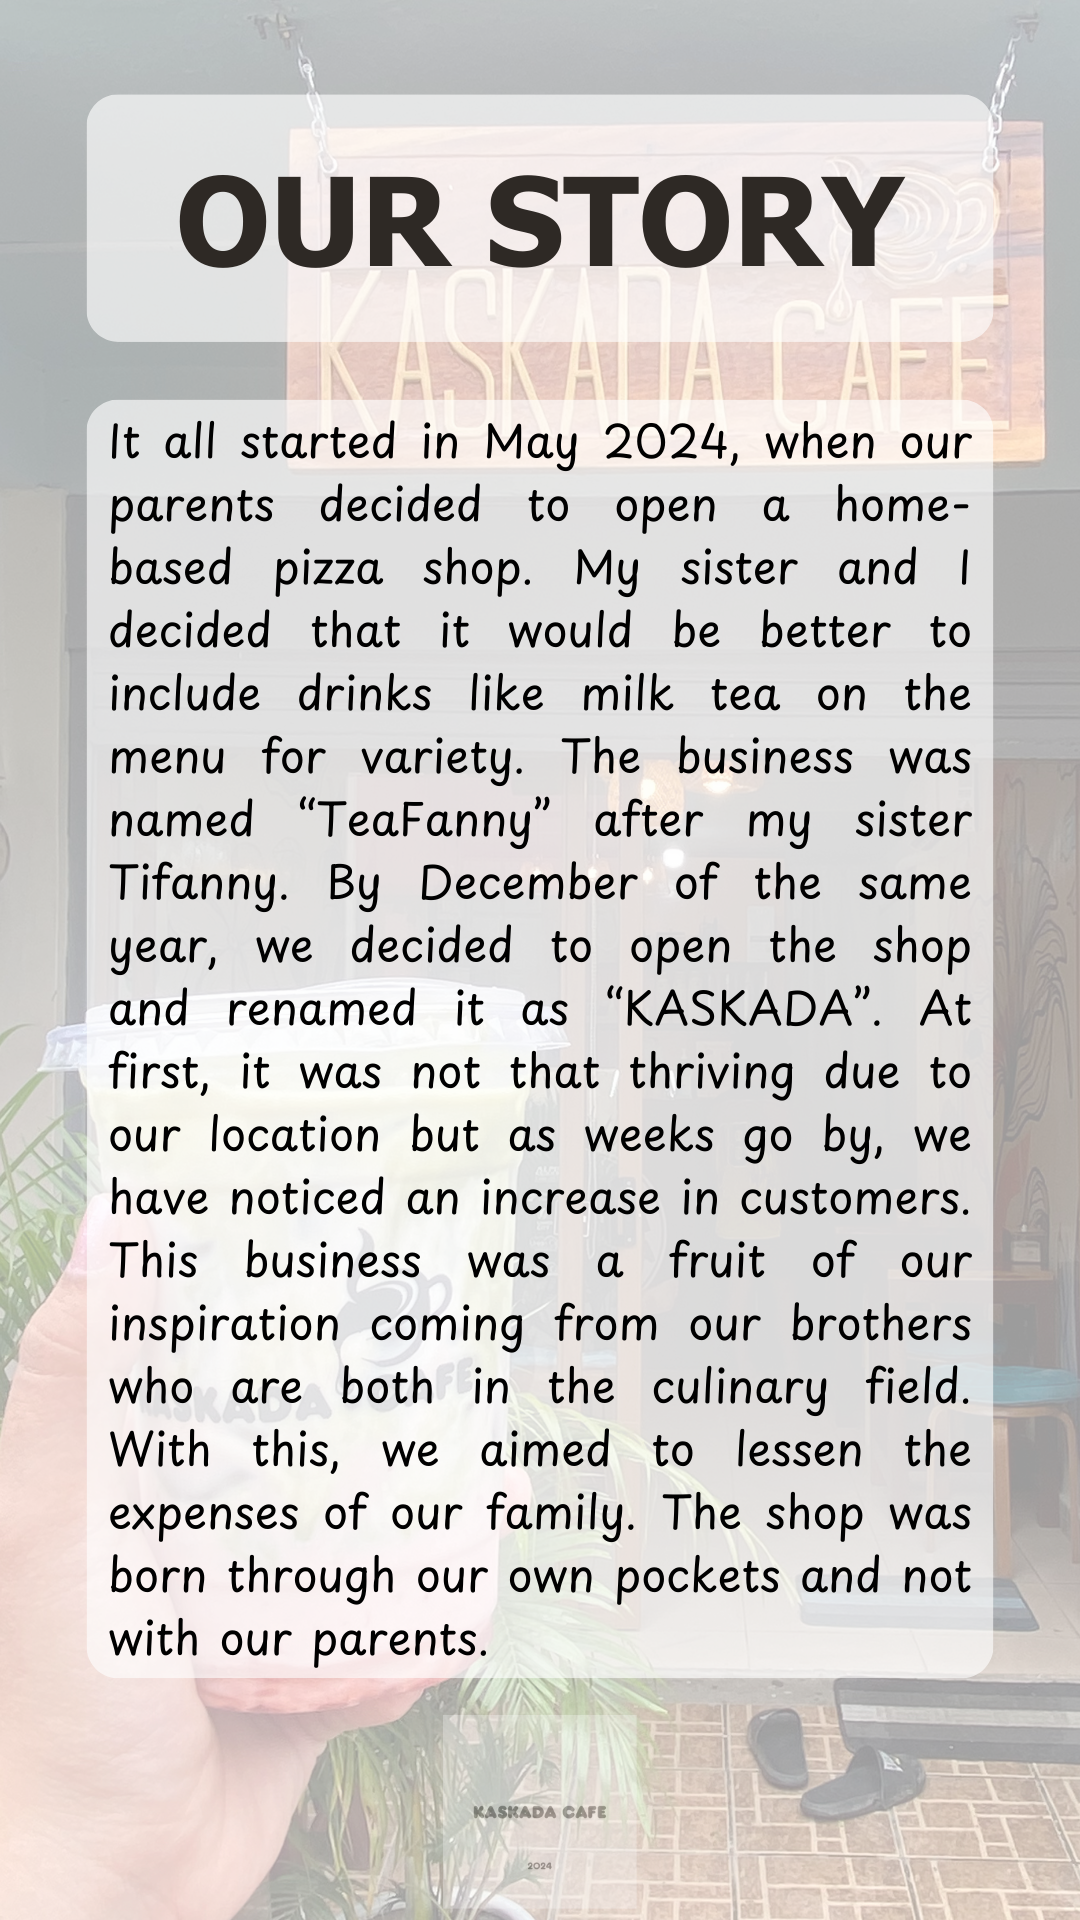 OUR STORY
KASKADA CAFE
It all started in May 2024, when our
parents decided to open a home-
based pizza shop. My sister and I
decided that it would be better to
include drinks like milk tea on the
menu for variety. The business was
named “TeaFanny” after my sister
Tifanny. By December of the same
year, we decided to open the shop
and renamed it as “KASKADA”. At
first, it was not that thriving due to
our location but as weeks go by, we
have noticed an increase in customers.
This business was a fruit of our
inspiration coming from our brothers
who are both in the culinary field.
With this, we aimed to lessen the
expenses of our family. The shop was
born through our own pockets and not
with our parents.
KASKADA CAFE
KASKADA CAFE
2024